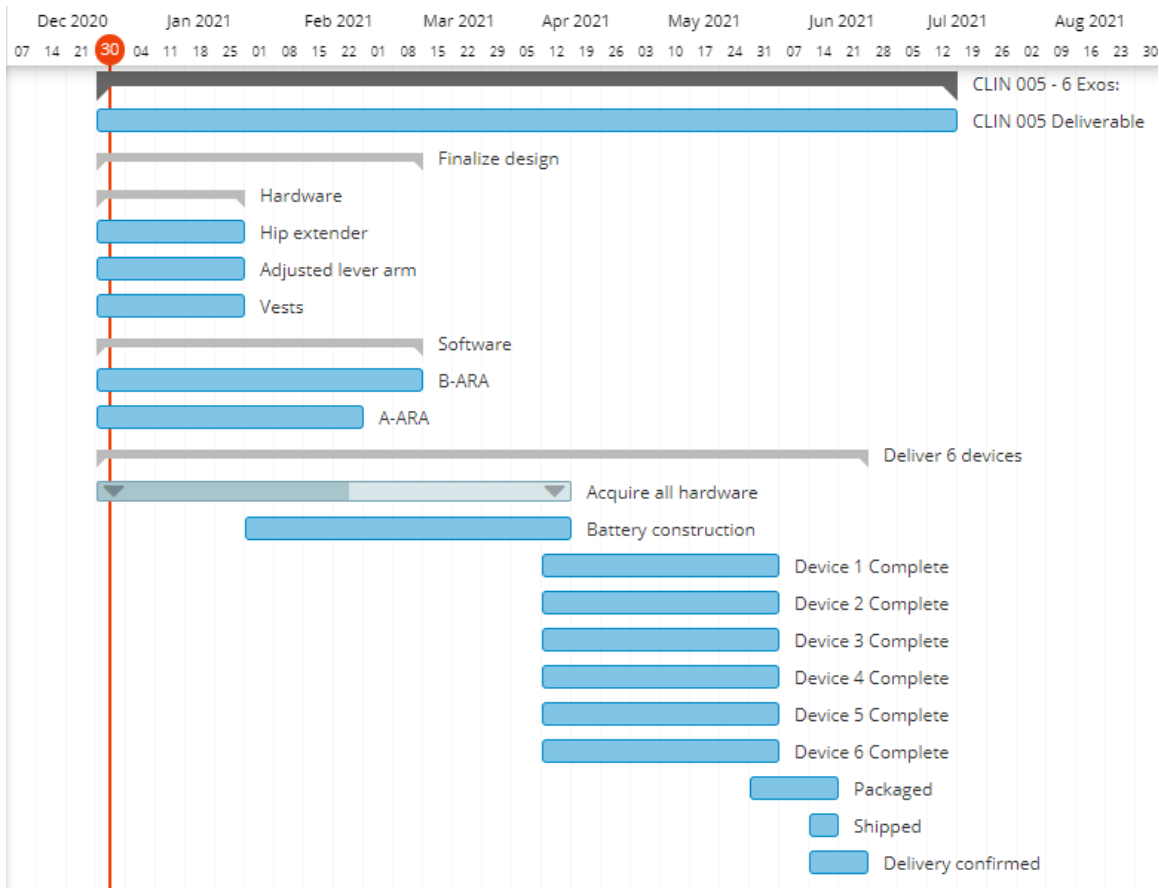 Dec 2020 Jan 2021 Feb 2021 Mar 2021 Apr 2021 May 2021 Jun 2021 Jul 2021 Aug 2021
07 14 21 30 04 11 18 25 01 08 15 22 01 08 15 22 29 05 12 19 26 03 10 17 24 31 07 14 21 28 05 12 19 26 02 09 16 23 30
CLIN 005 - 6 Exos:
CLIN 005 Deliverable
Finalize design
Hardware
Hip extender
Adjusted lever arm
Vests
Software
B-ARA
A-ARA
Deliver 6 devices
Acquire all hardware
Battery construction
Device 1 Complete
Device 2 Complete
Device 3 Complete
Device 4 Complete
Device 5 Complete
Device 6 Complete
Packaged
Shipped
Delivery confirmed